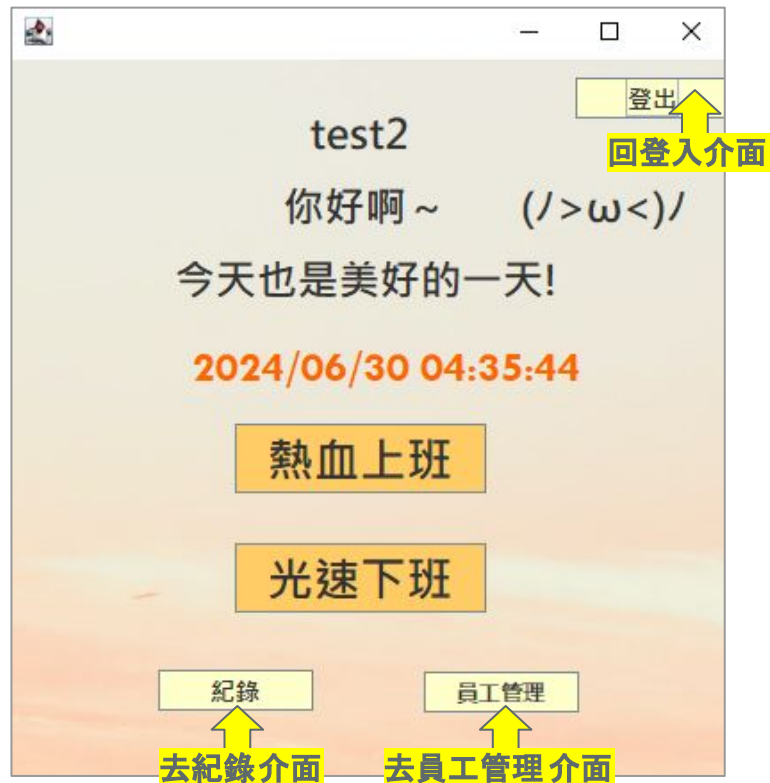 登出
回登入介面
test2
你好啊~ (ﾉ>ω<)ﾉ
今天也是美好的一天!
2024/06/30 04:35:44
熱血上班
光速下班
紀錄 員工管理
去紀錄介面 去員工管理介面